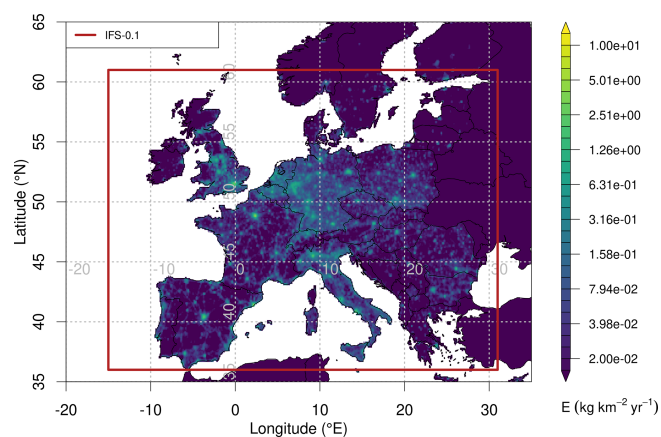 65
60
55
50
45
40
35
-20
-10
0
10
20
30
Latitude (°N)
Longitude (°E)
IFS-0.1
60
55
50
45
40
35
-20
-10
0
10
20
30
1.00e+01
5.01e+00
2.51e+00
1.26e+00
6.31e-01
3.16e-01
1.58e-01
7.94e-02
3.98e-02
2.00e-02
E (kg km⁻² yr⁻¹)